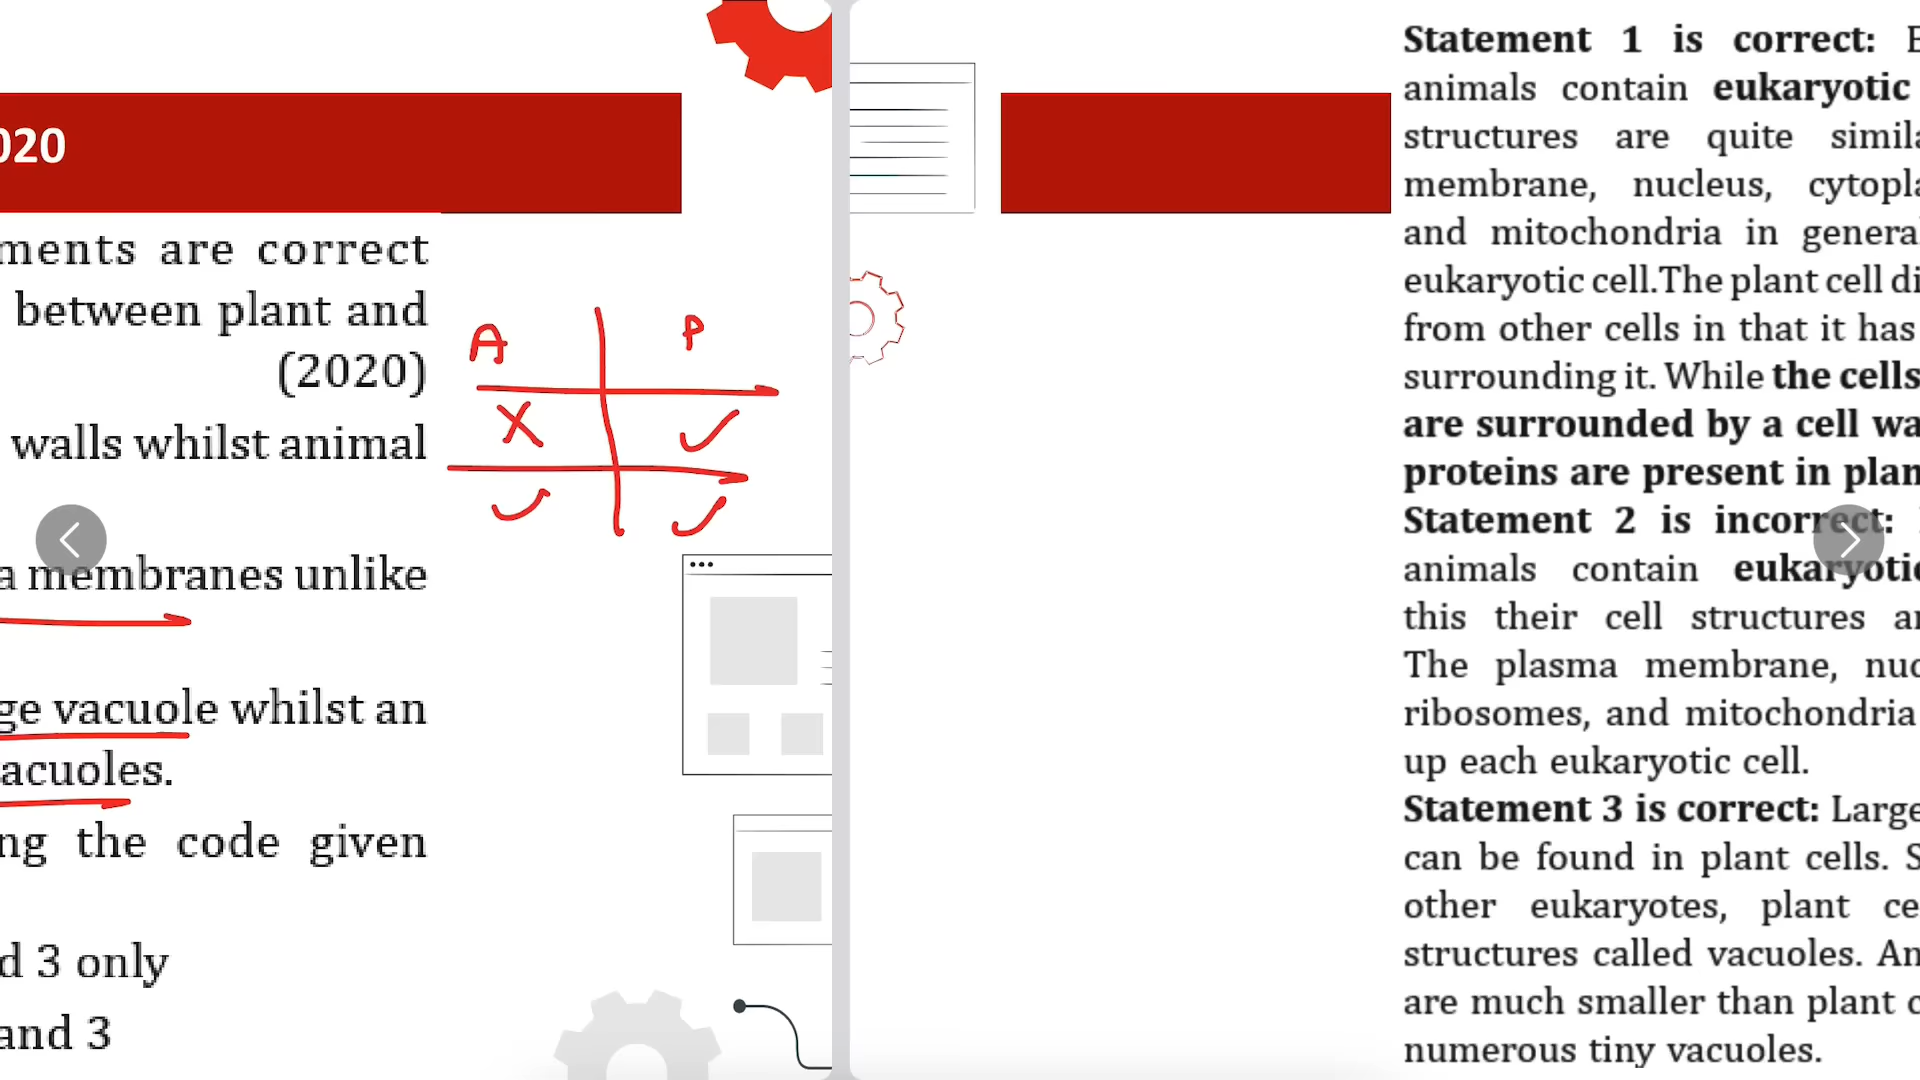 020
ments are correct
between plant and
(2020)
walls whilst animal
a membranes unlike
ge vacuole whilst an
acuoles.
ng the code given
d 3 only
and 3
A P
X
Statement 1 is correct:
animals contain eukaryotic
structures are quite simila
membrane, nucleus, cytopla
and mitochondria in genera
eukaryotic cell.The plant cell di
from other cells in that it has
surrounding it. While the cells
are surrounded by a cell wa
proteins are present in plan
Statement 2 is incorrect:
animals contain eukaryotic
this their cell structures ar
The plasma membrane, nuc
ribosomes, and mitochondria
up each eukaryotic cell.
Statement 3 is correct: Large
can be found in plant cells. S
other eukaryotes, plant ce
structures called vacuoles. An
are much smaller than plant c
numerous tiny vacuoles.